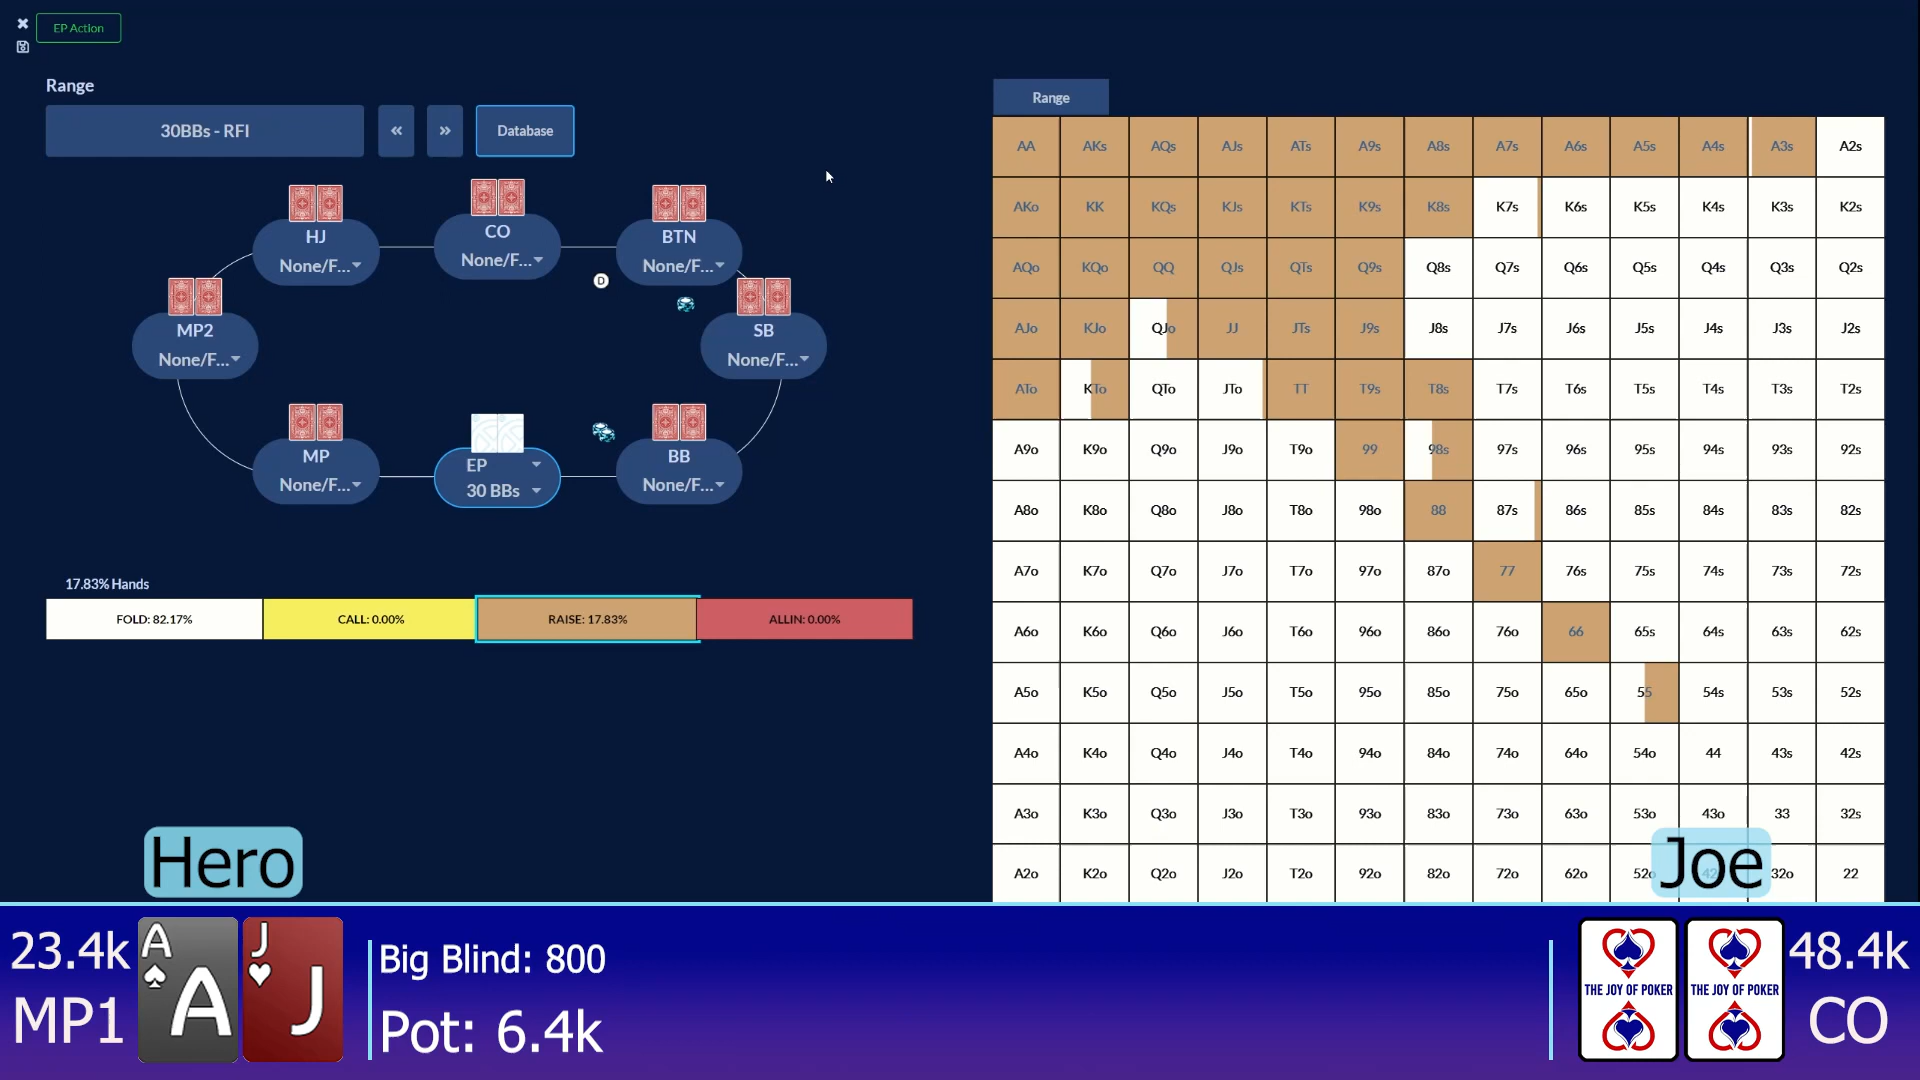 EP Action
Range
30BBs - RFI
«
»
Database
HJ
None/F...
CO
None/F...
BTN
None/F...
D
MP2
None/F...
SB
None/F...
MP
None/F...
EP
30 BBs
BB
None/F...
17.83% Hands
FOLD: 82.17%
CALL: 0.00%
RAISE: 17.83%
ALLIN: 0.00%
Range
AA AKs AQs AJs ATs A9s A8s A7s A6s A5s A4s A3s A2s
AKo KK KQs KJs KTs K9s K8s K7s K6s K5s K4s K3s K2s
AQo KQo QQ QJs QTs Q9s Q8s Q7s Q6s Q5s Q4s Q3s Q2s
AJo KJo QJo JJ JTs J9s J8s J7s J6s J5s J4s J3s J2s
ATo KTo QTo JTo TT T9s T8s T7s T6s T5s T4s T3s T2s
A9o K9o Q9o J9o T9o 99 98s 97s 96s 95s 94s 93s 92s
A8o K8o Q8o J8o T8o 98o 88 87s 86s 85s 84s 83s 82s
A7o K7o Q7o J7o T7o 97o 87o 77 76s 75s 74s 73s 72s
A6o K6o Q6o J6o T6o 96o 86o 76o 66 65s 64s 63s 62s
A5o K5o Q5o J5o T5o 95o 85o 75o 65o 55 54s 53s 52s
A4o K4o Q4o J4o T4o 94o 84o 74o 64o 54o 44 43s 42s
A3o K3o Q3o J3o T3o 93o 83o 73o 63o 53o 43o 33 32s
A2o K2o Q2o J2o T2o 92o 82o 72o 62o 52o 42o 32o 22
Hero
Joe
23.4k
MP1
A
A
J
J
Big Blind: 800
Pot: 6.4k
THE JOY OF POKER
THE JOY OF POKER
48.4k
CO